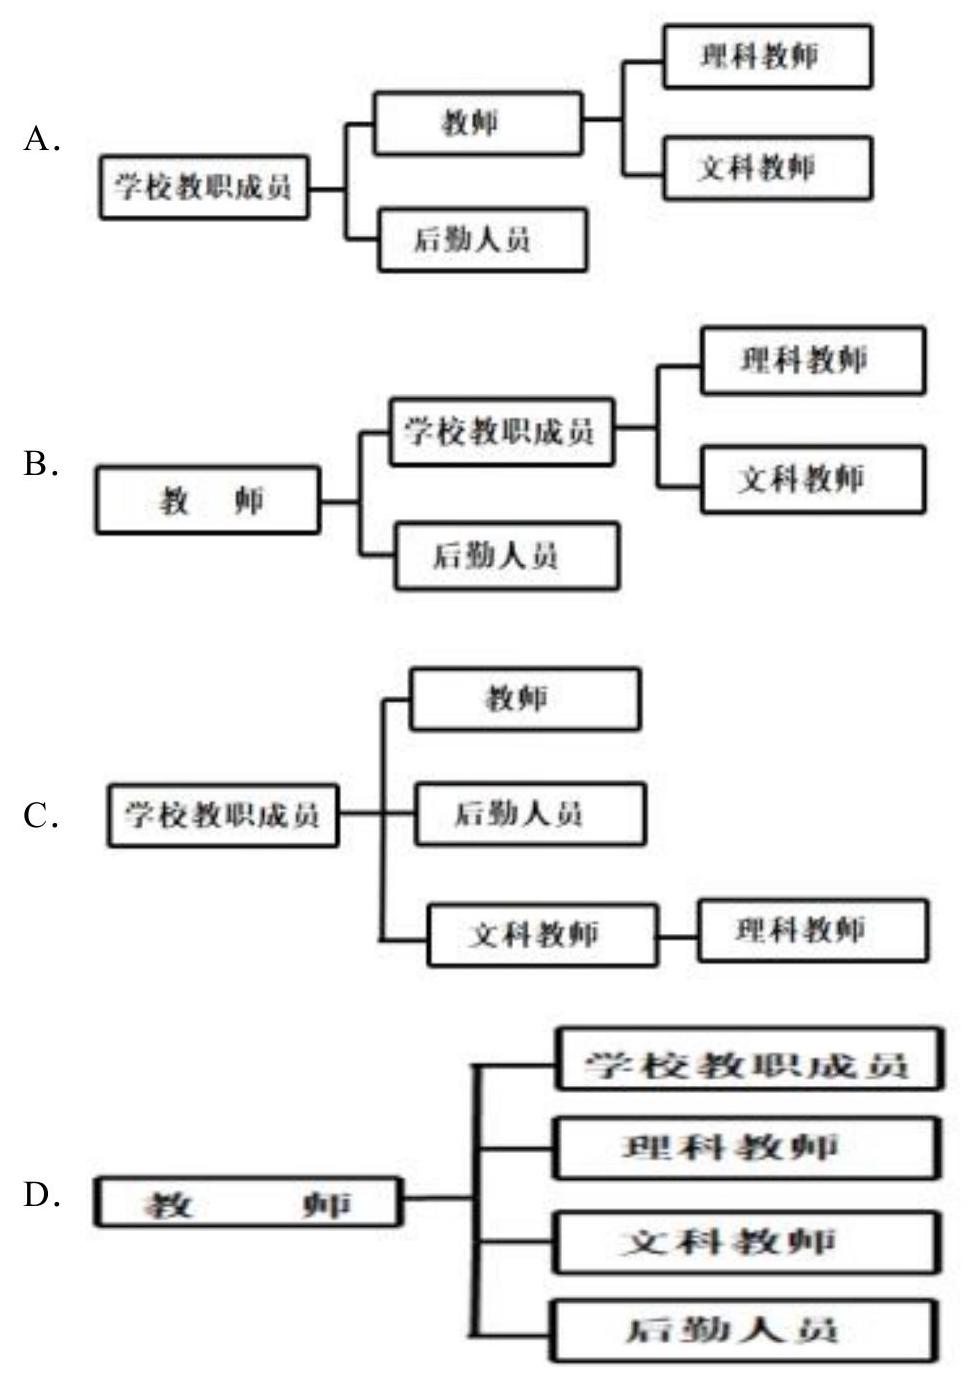 A.
学校教职成员
教师
后勤人员
理科教师
文科教师
B.
教 师
学校教职成员
后勤人员
理科教师
文科教师
C.
学校教职成员
教师
后勤人员
文科教师
理科教师
D.
教 师
学校教职成员
理科教师
文科教师
后勤人员